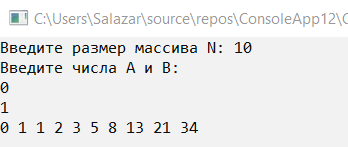 C:\Users\Salazar\source\repos\ConsoleApp12\
Введите размер массива N: 10
Введите числа A и B:
0
1
0 1 1 2 3 5 8 13 21 34